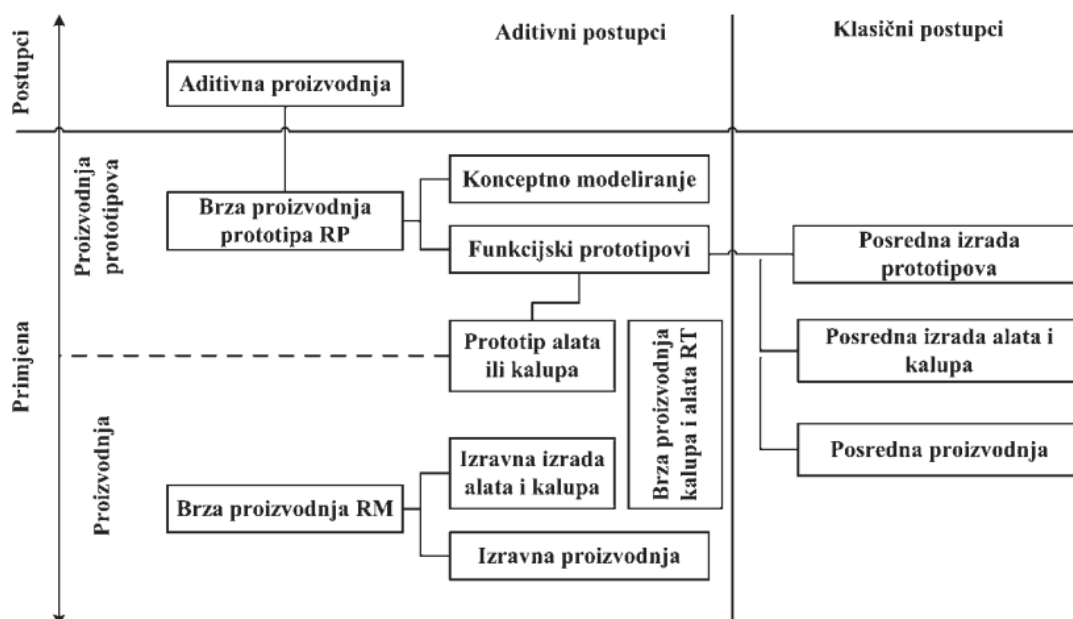 Aditivni postupci
Klasični postupci
Postupci
Aditivna proizvodnja
Primjena
Proizvodnja
prototipova
Brza proizvodnja
prototipa RP
Konceptno modeliranje
Funkcijski prototipovi
Posredna izrada
prototipova
Prototip alata
ili kalupa
Brza proizvodnja
kalupa i alata RT
Posredna izrada alata i
kalupa
Proizvodnja
Brza proizvodnja RM
Izravna izrada
alata i kalupa
Izravna proizvodnja
Posredna proizvodnja